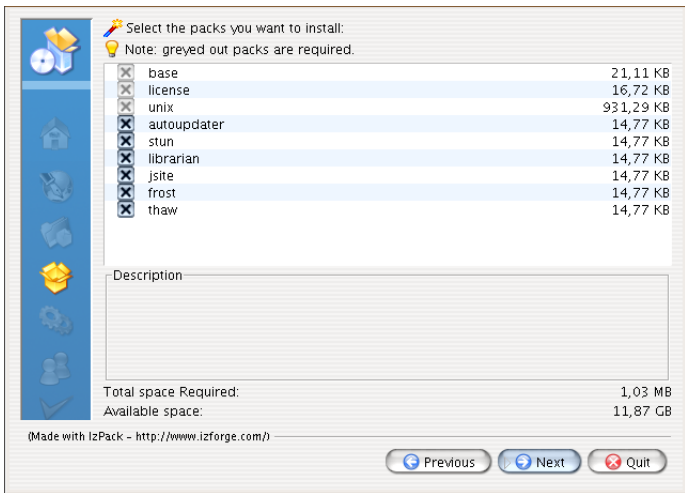 Select the packs you want to install:
Note: greyed out packs are required.
base 21,11 KB
license 16,72 KB
unix 931,29 KB
autoupdater 14,77 KB
stun 14,77 KB
librarian 14,77 KB
jsite 14,77 KB
frost 14,77 KB
thaw 14,77 KB
Description
Total space Required: 1,03 MB
Available space: 11,87 GB
(Made with IzPack - http://www.izforge.com/)
Previous Next Quit